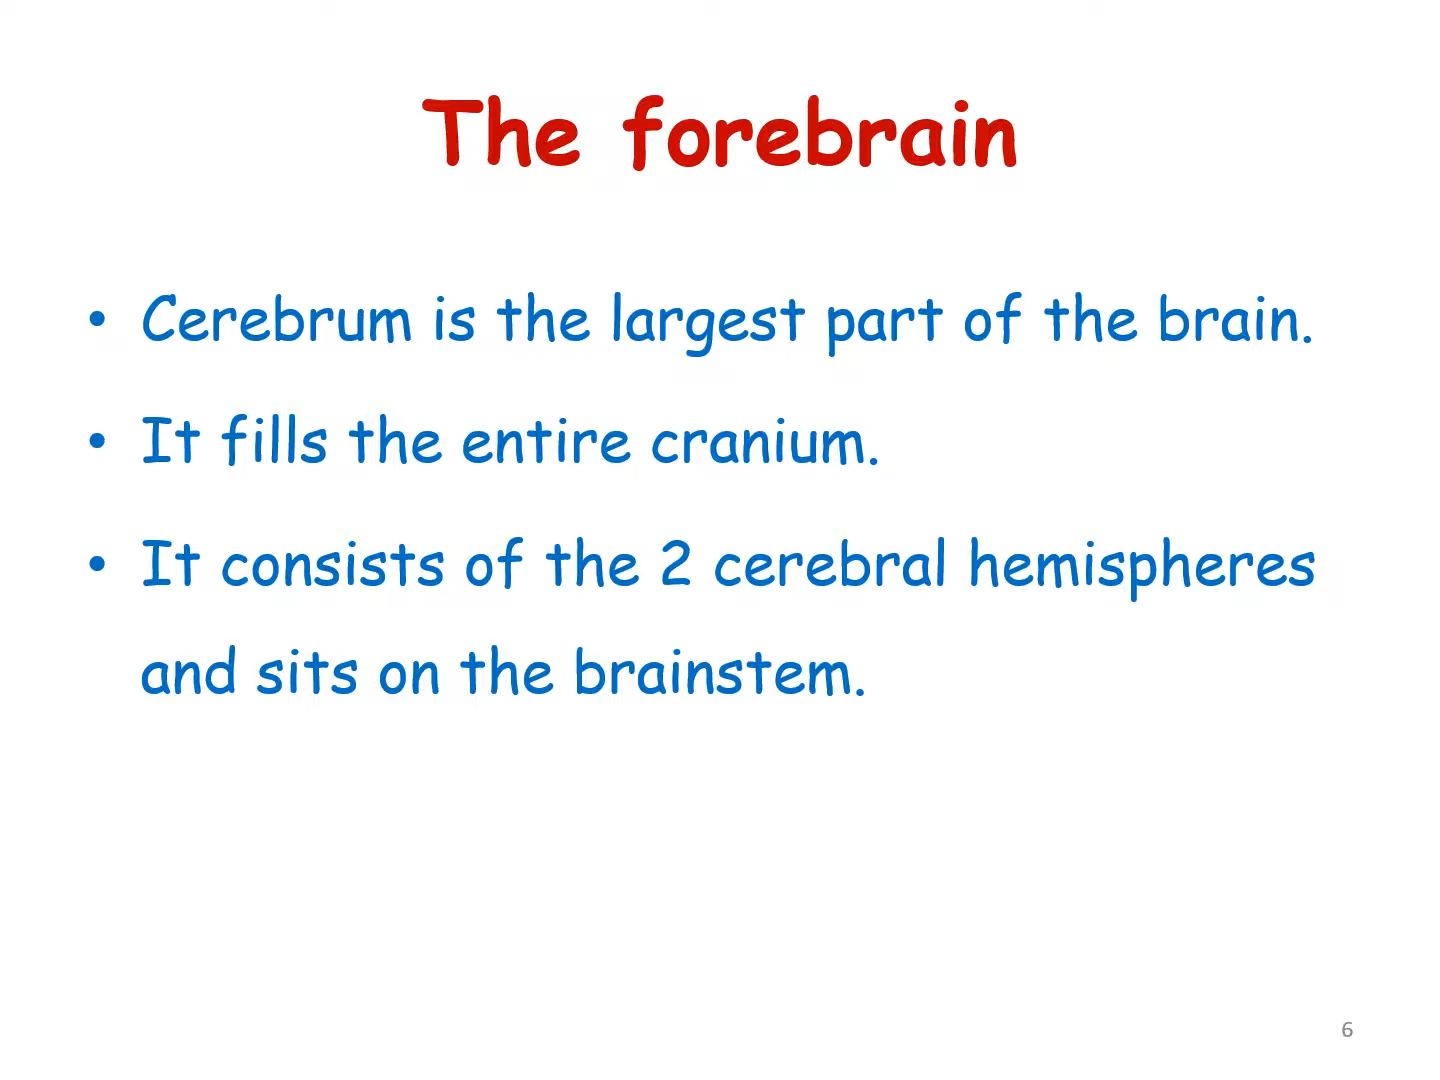 The forebrain
• Cerebrum is the largest part of the brain.
• It fills the entire cranium.
• It consists of the 2 cerebral hemispheres
and sits on the brainstem.
6